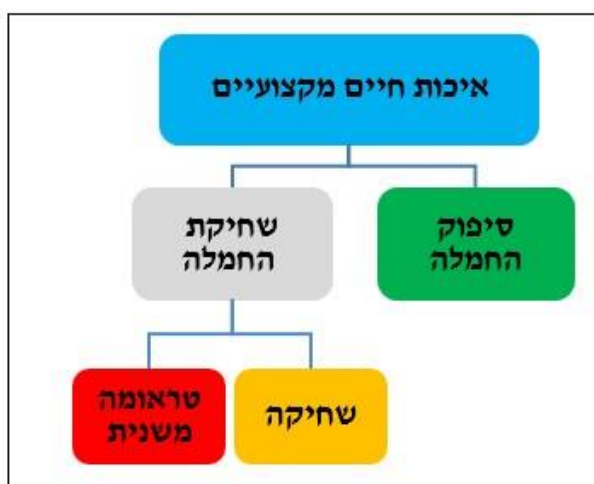 איכות חיים מקצועיים
סיפוק
החמלה
שחיקת
החמלה
שחיקה
טראומה
משנית